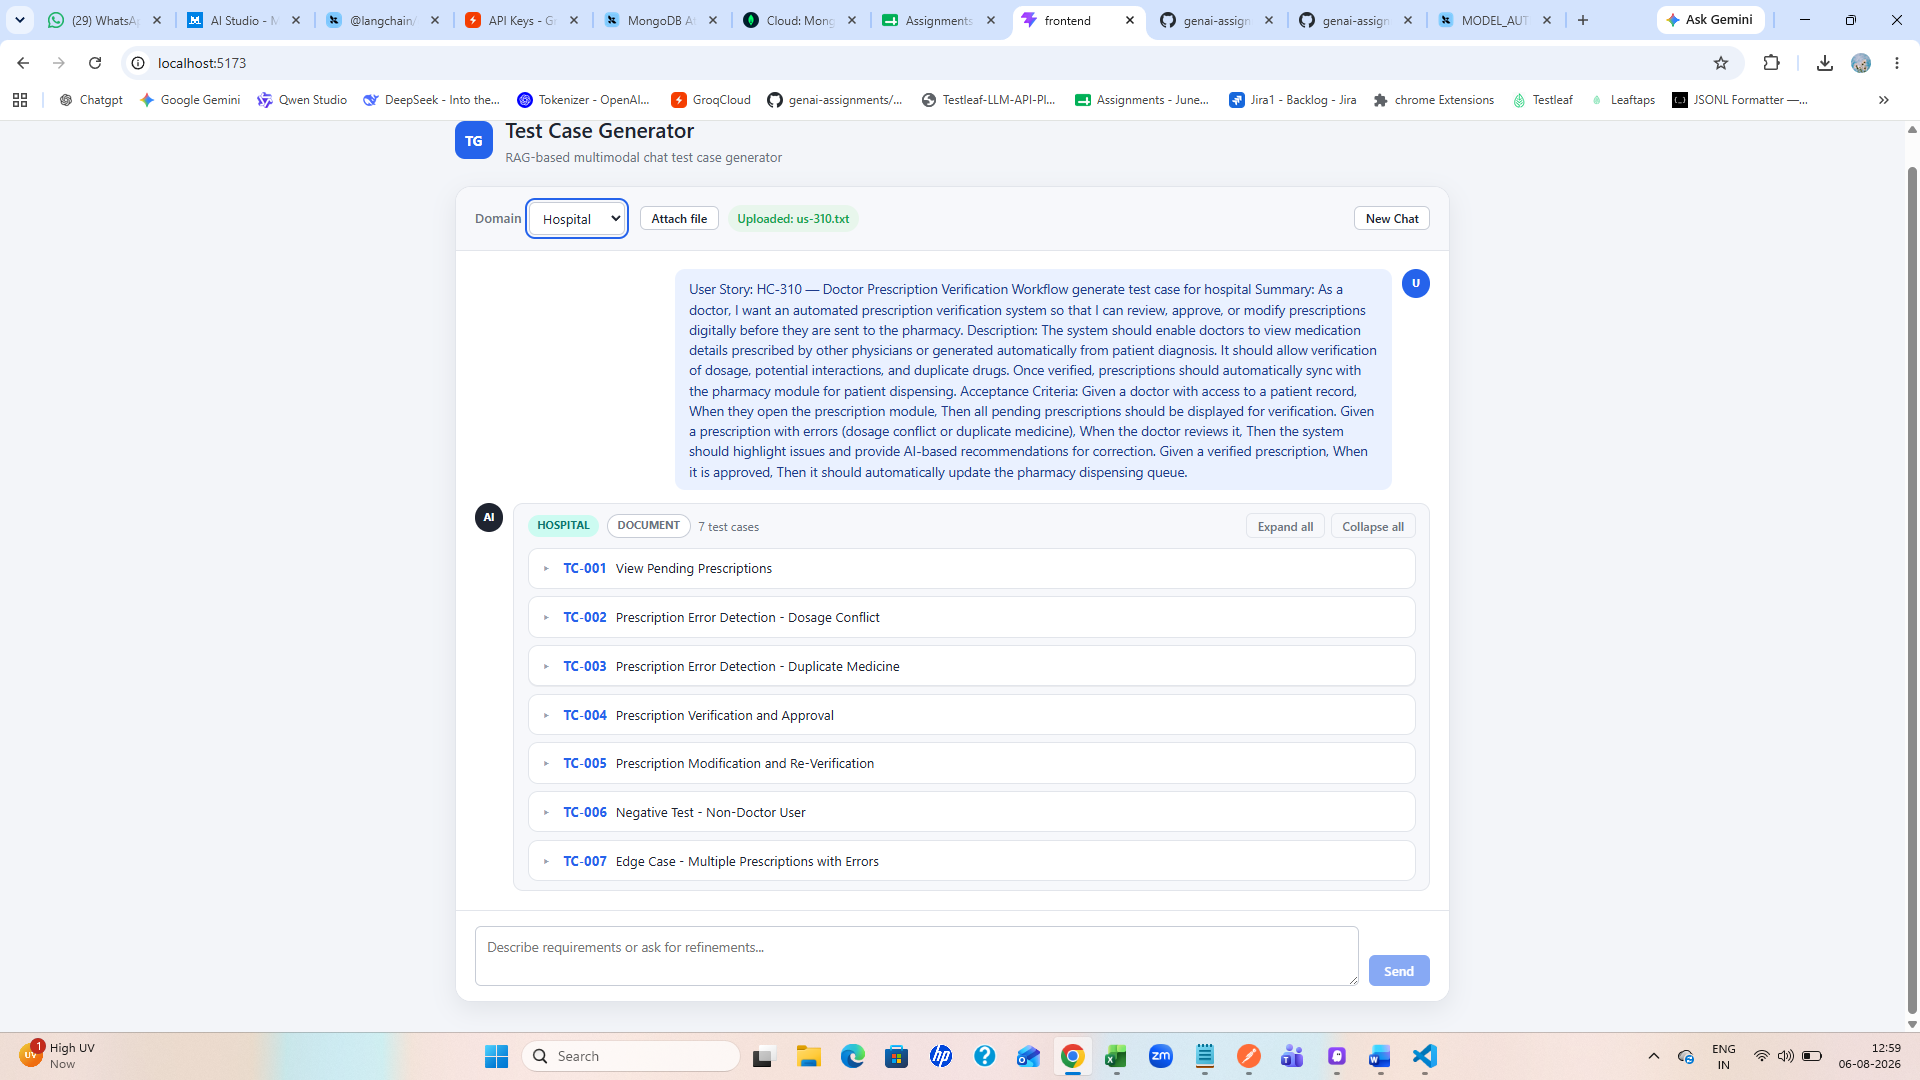 (29) WhatsA
AI Studio - M
@langchain/
API Keys - G
MongoDB A
Cloud: Mong
Assignments
frontend
genai-assign
genai-assign
MODEL_AUT
Ask Gemini
localhost:5173
Chatgpt
Google Gemini
Qwen Studio
DeepSeek - Into the...
Tokenizer - OpenAI...
GroqCloud
genai-assignments/...
Testleaf-LLM-API-Pl...
Assignments - June...
Jira1 - Backlog - Jira
chrome Extensions
Testleaf
Leaftaps
JSONL Formatter —...
TG
Test Case Generator
RAG-based multimodal chat test case generator
Domain
Hospital
Attach file
Uploaded: us-310.txt
New Chat
User Story: HC-310 — Doctor Prescription Verification Workflow generate test case for hospital Summary: As a
doctor, I want an automated prescription verification system so that I can review, approve, or modify prescriptions
digitally before they are sent to the pharmacy. Description: The system should enable doctors to view medication
details prescribed by other physicians or generated automatically from patient diagnosis. It should allow verification
of dosage, potential interactions, and duplicate drugs. Once verified, prescriptions should automatically sync with
the pharmacy module for patient dispensing. Acceptance Criteria: Given a doctor with access to a patient record,
When they open the prescription module, Then all pending prescriptions should be displayed for verification. Given
a prescription with errors (dosage conflict or duplicate medicine), When the doctor reviews it, Then the system
should highlight issues and provide AI-based recommendations for correction. Given a verified prescription, When
it is approved, Then it should automatically update the pharmacy dispensing queue.
U
AI
HOSPITAL
DOCUMENT
7 test cases
Expand all
Collapse all
TC-001 View Pending Prescriptions
TC-002 Prescription Error Detection - Dosage Conflict
TC-003 Prescription Error Detection - Duplicate Medicine
TC-004 Prescription Verification and Approval
TC-005 Prescription Modification and Re-Verification
TC-006 Negative Test - Non-Doctor User
TC-007 Edge Case - Multiple Prescriptions with Errors
Describe requirements or ask for refinements...
Send
UV
1
High UV
Now
Search
hp
zm
ENG
IN
12:59
06-08-2026